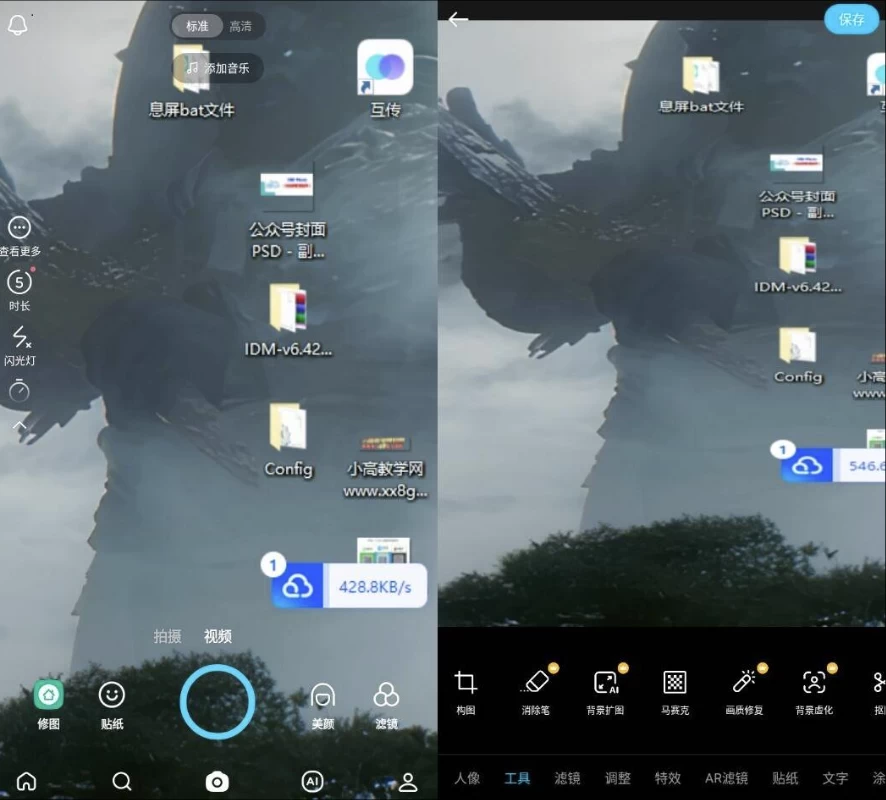 标准 高清
添加音乐
息屏bat文件
互传
查看更多
公众号封面
PSD - 副...
5
时长
闪光灯
IDM-v6.42...
Config
小高教学网
www.xx8g...
1
428.8KB/s
拍摄 视频
修图
贴纸
美颜
滤镜
AI
保存
息屏bat文件
公众号封面
PSD - 副...
IDM-v6.42...
Config
1
546.6
构图
消除笔
AI
背景扩图
马赛克
画质修复
背景虚化
人像 工具 滤镜 调整 特效 AR滤镜 贴纸 文字